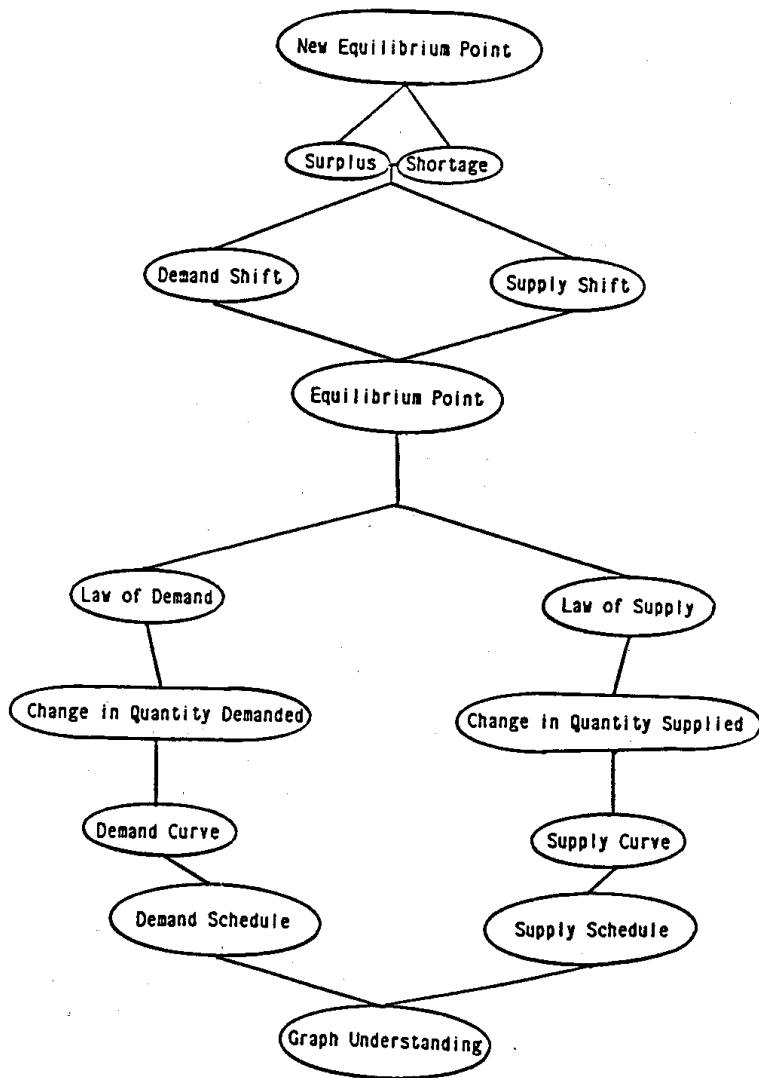 New Equilibrium Point
Surplus
Shortage
Demand Shift
Supply Shift
Equilibrium Point
Law of Demand
Law of Supply
Change in Quantity Demanded
Change in Quantity Supplied
Demand Curve
Supply Curve
Demand Schedule
Supply Schedule
Graph Understanding